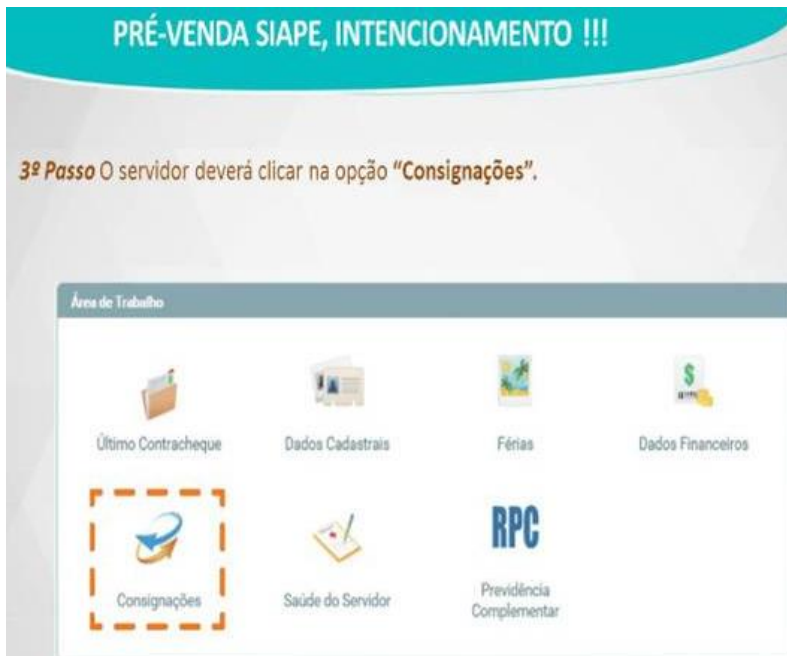 PRÉ-VENDA SIAPE, INTENCIONAMENTO !!!
3º Passo O servidor deverá clicar na opção “Consignações”.
Área de Trabalho
Último Contracheque
Dados Cadastrais
Férias
Dados Financeiros
Consignações
Saúde do Servidor
RPC
Previdência
Complementar